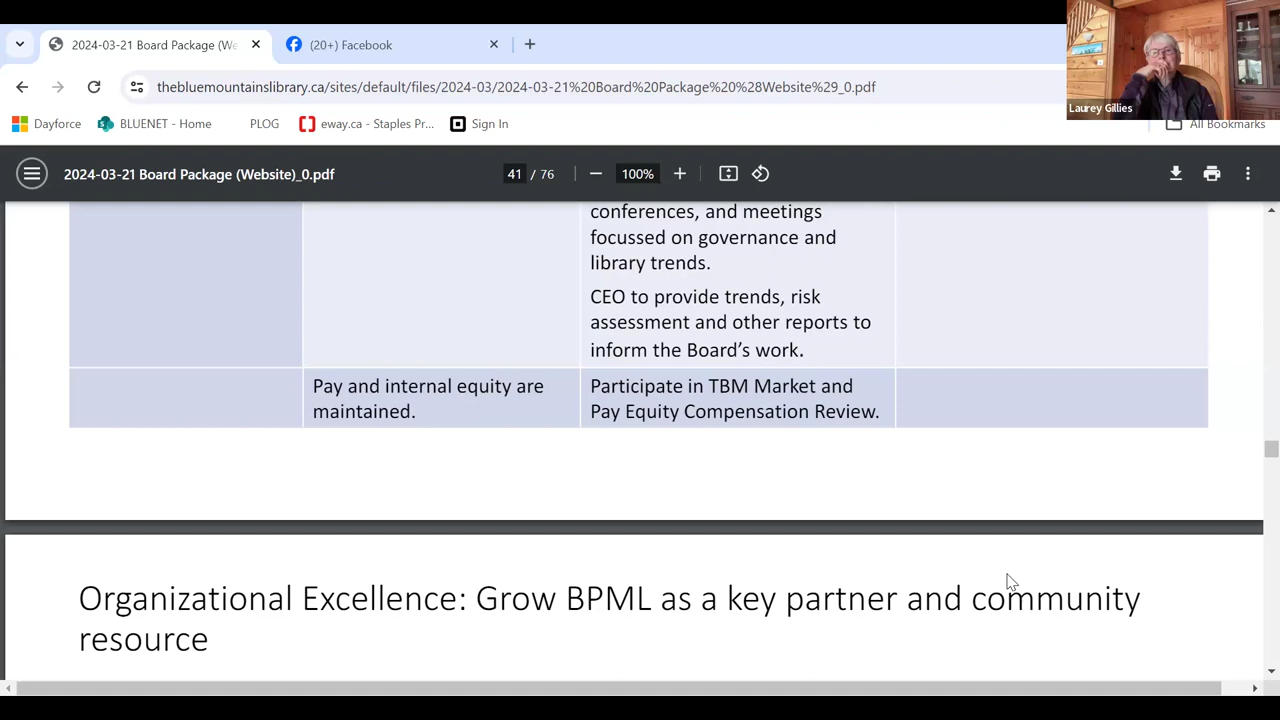 2024-03-21 Board Package (We
(20+) Facebook
thebluemountainslibrary.ca/sites/default/files/2024-03/2024-03-21%20Board%20Package%20%28Website%29_0.pdf
Laurey Gillies
Dayforce
BLUENET - Home
PLOG
eway.ca - Staples Pr...
Sign In
All Bookmarks
2024-03-21 Board Package (Website)_0.pdf
41 / 76
100%
conferences, and meetings
focussed on governance and
library trends.
CEO to provide trends, risk
assessment and other reports to
inform the Board's work.
Pay and internal equity are
maintained.
Participate in TBM Market and
Pay Equity Compensation Review.
Organizational Excellence: Grow BPML as a key partner and community
resource